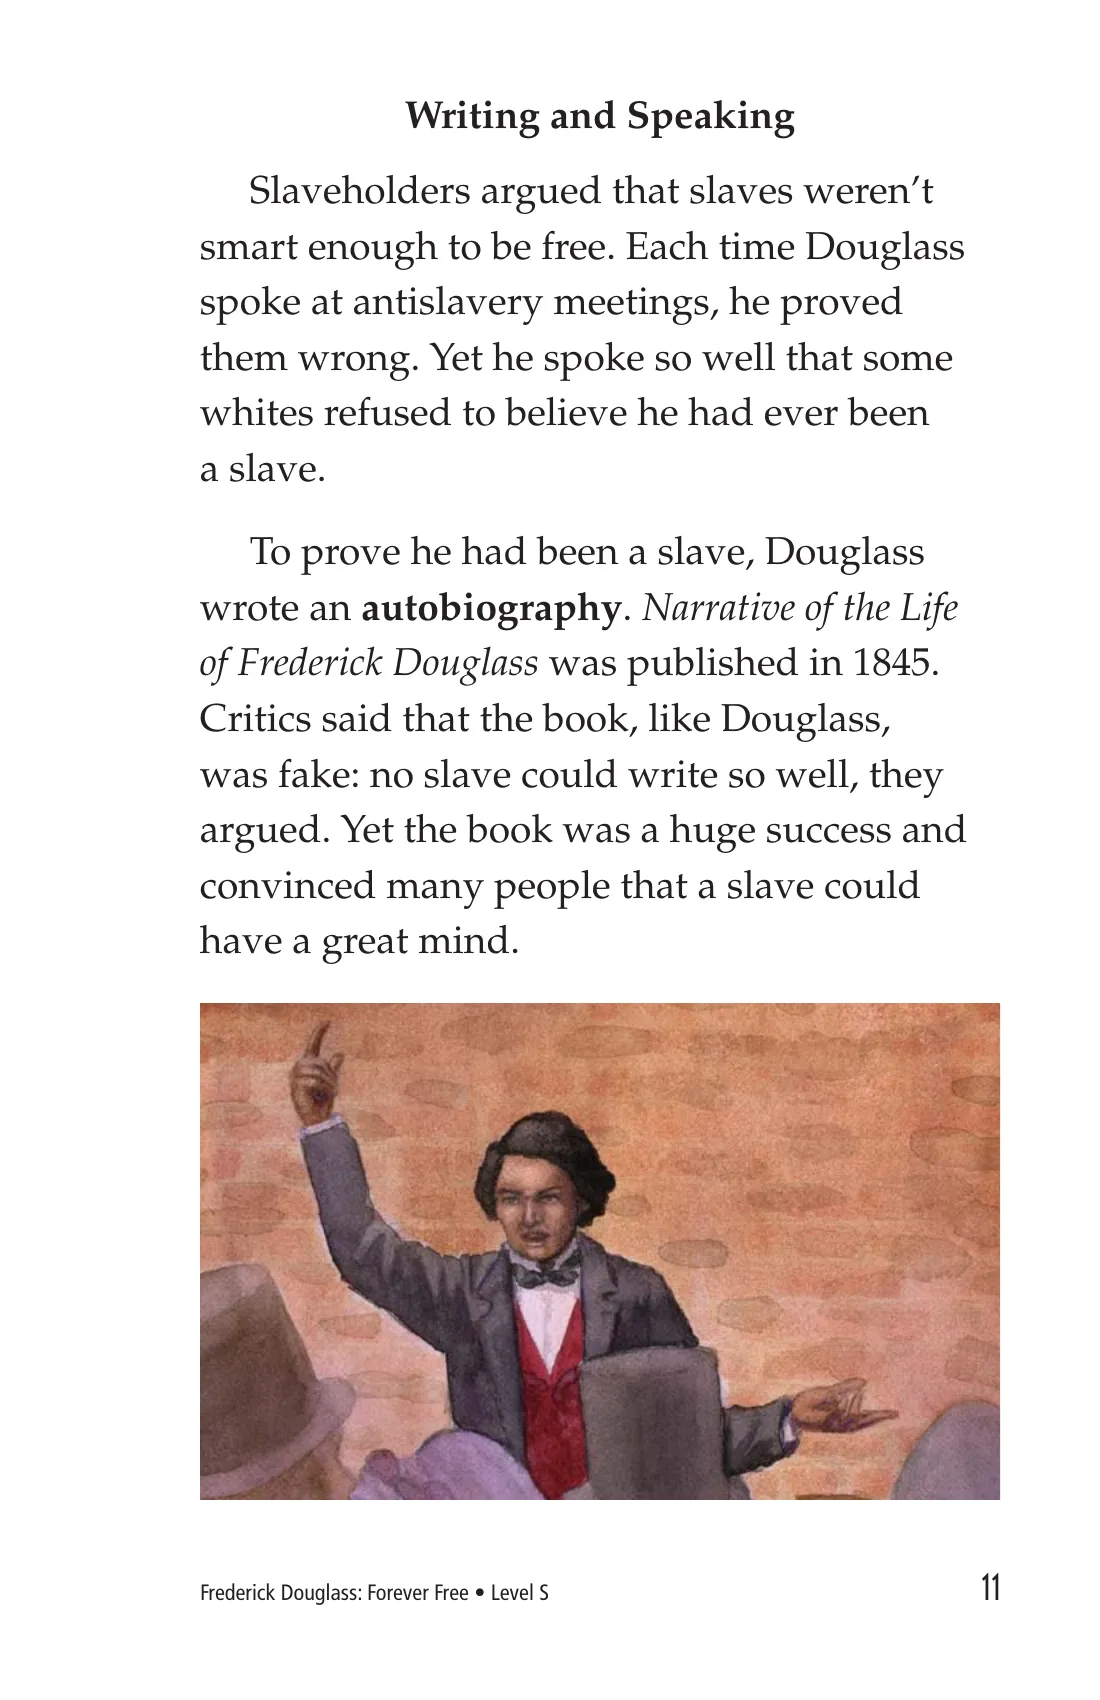 Writing and Speaking
Slaveholders argued that slaves weren’t
smart enough to be free. Each time Douglass
spoke at antislavery meetings, he proved
them wrong. Yet he spoke so well that some
whites refused to believe he had ever been
a slave.
To prove he had been a slave, Douglass
wrote an autobiography. Narrative of the Life
of Frederick Douglass was published in 1845.
Critics said that the book, like Douglass,
was fake: no slave could write so well, they
argued. Yet the book was a huge success and
convinced many people that a slave could
have a great mind.
Frederick Douglass: Forever Free • Level S
11